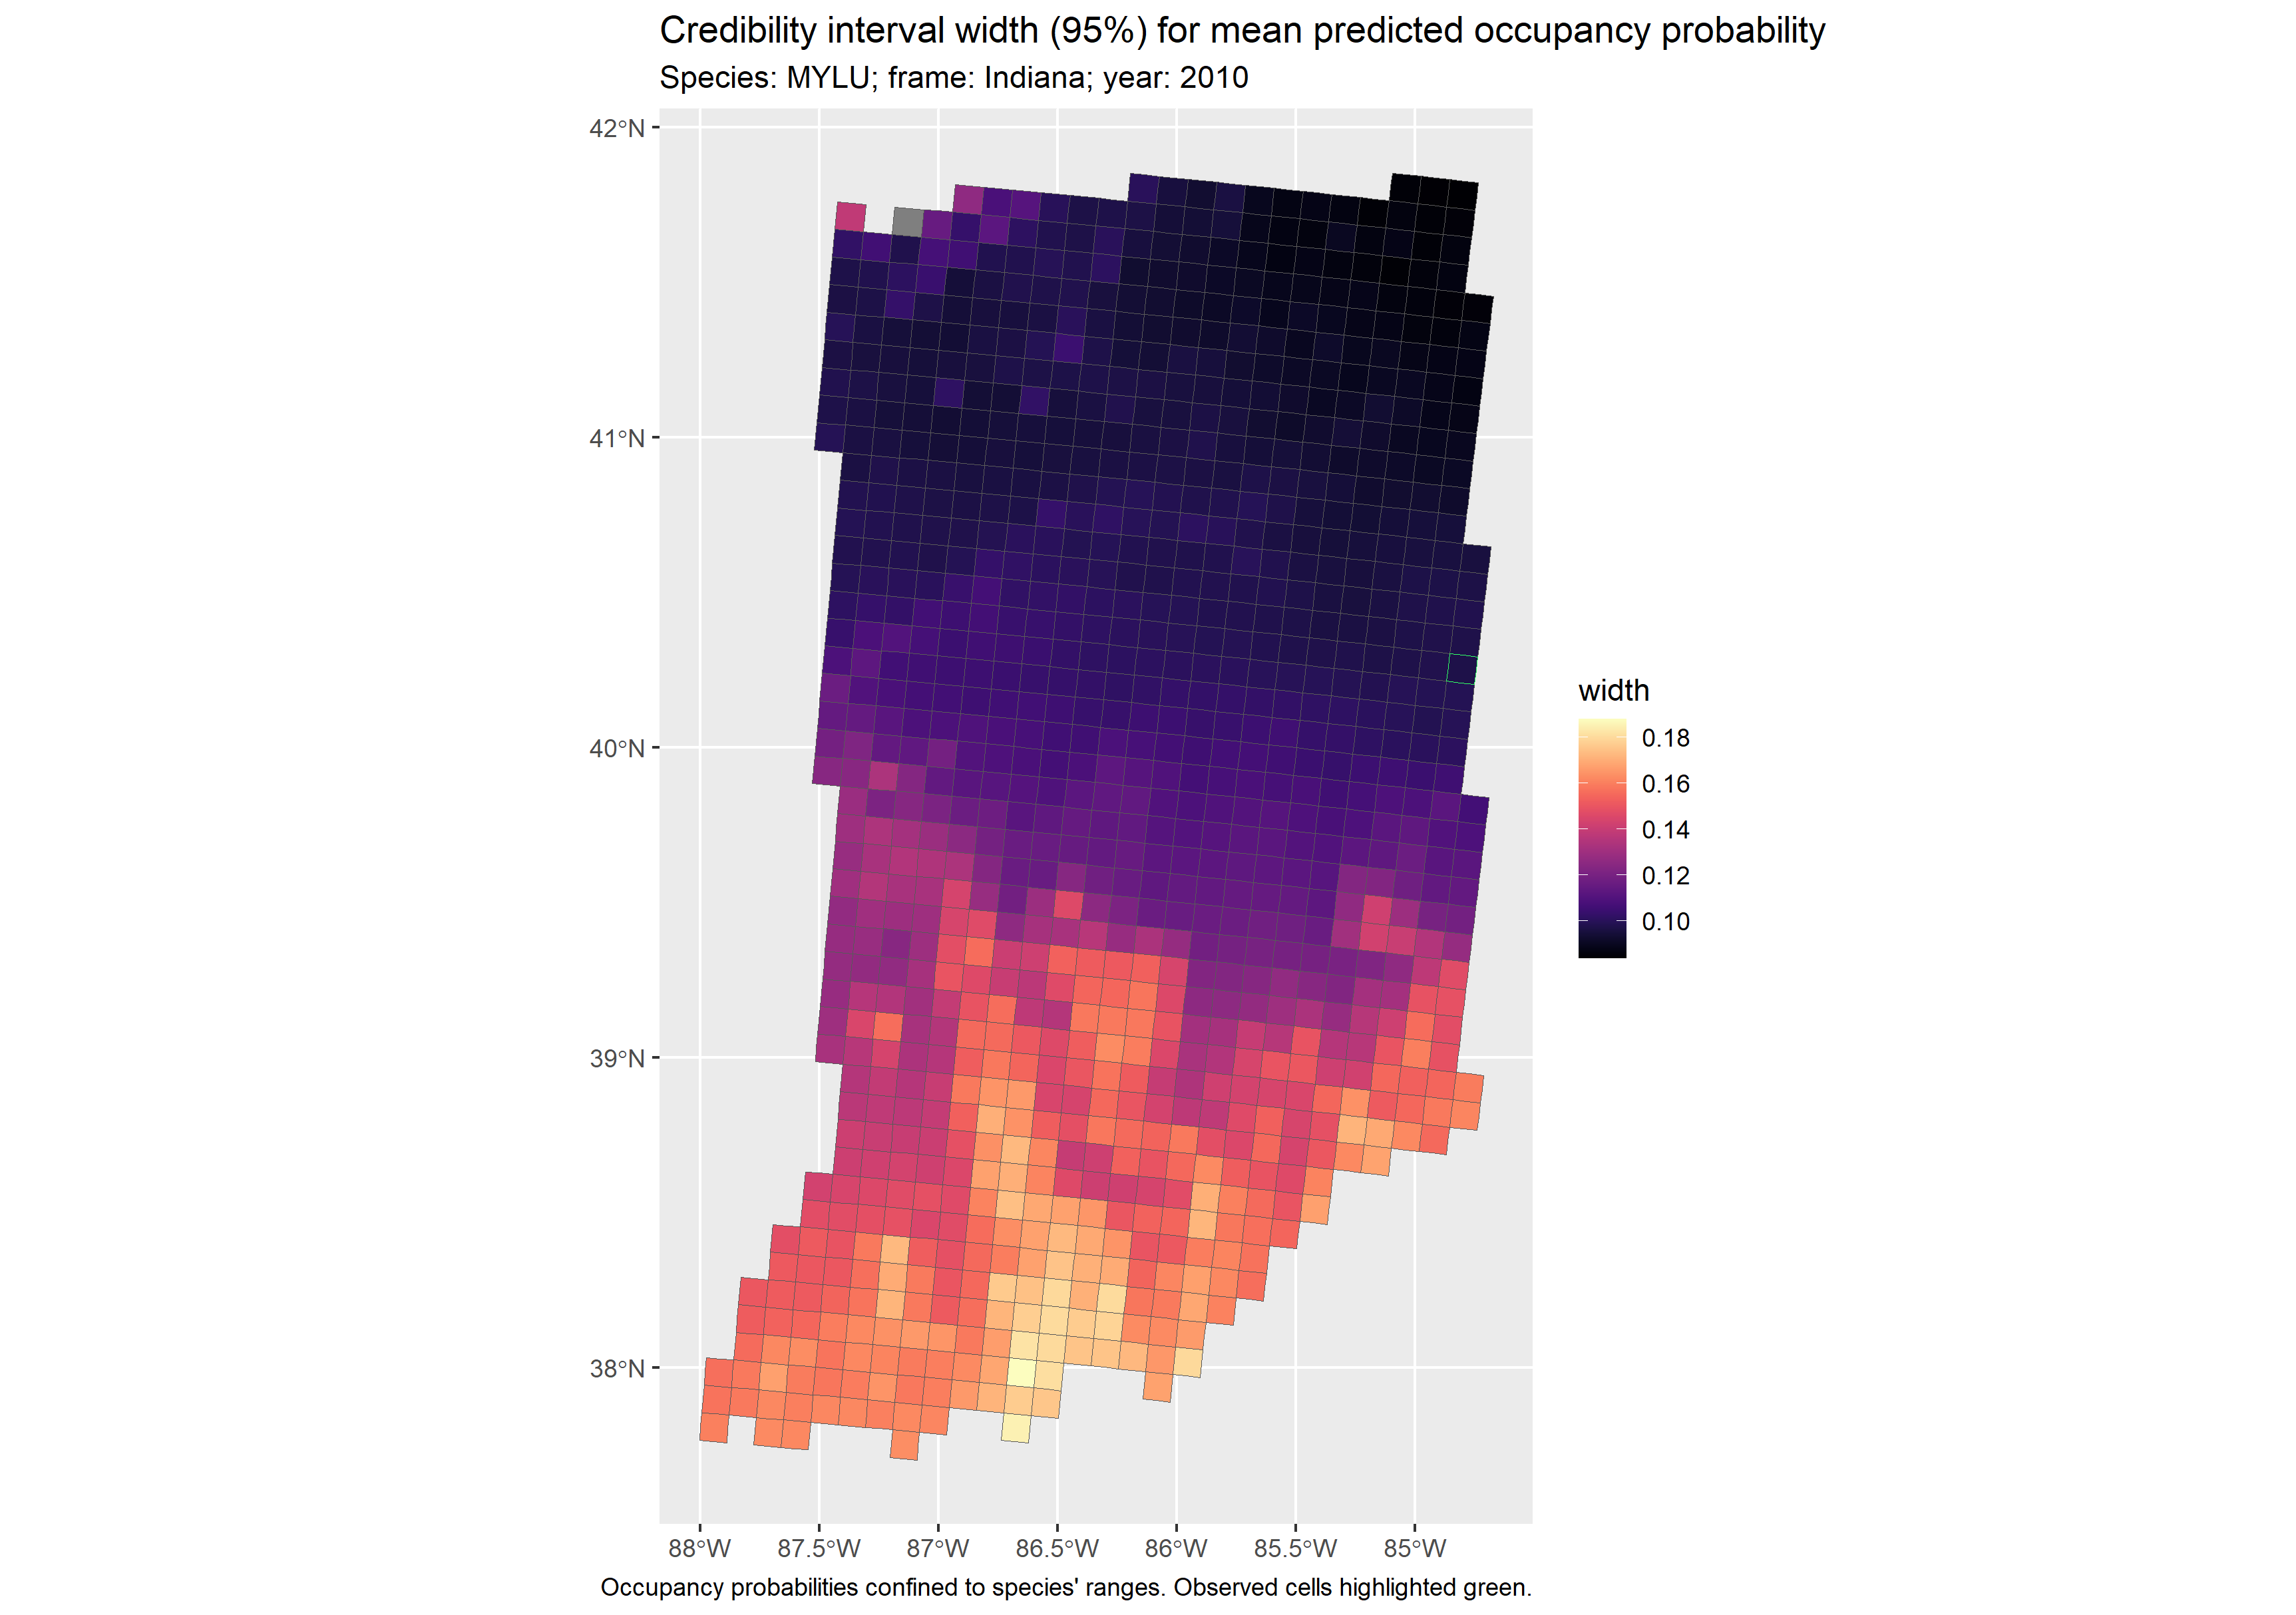 Credibility interval width (95%) for mean predicted occupancy probability
Species: MYLU; frame: Indiana; year: 2010
42°N
41°N
40°N
39°N
38°N
88°W 87.5°W 87°W 86.5°W 86°W 85.5°W 85°W
width
0.18
0.16
0.14
0.12
0.10
Occupancy probabilities confined to species' ranges. Observed cells highlighted green.